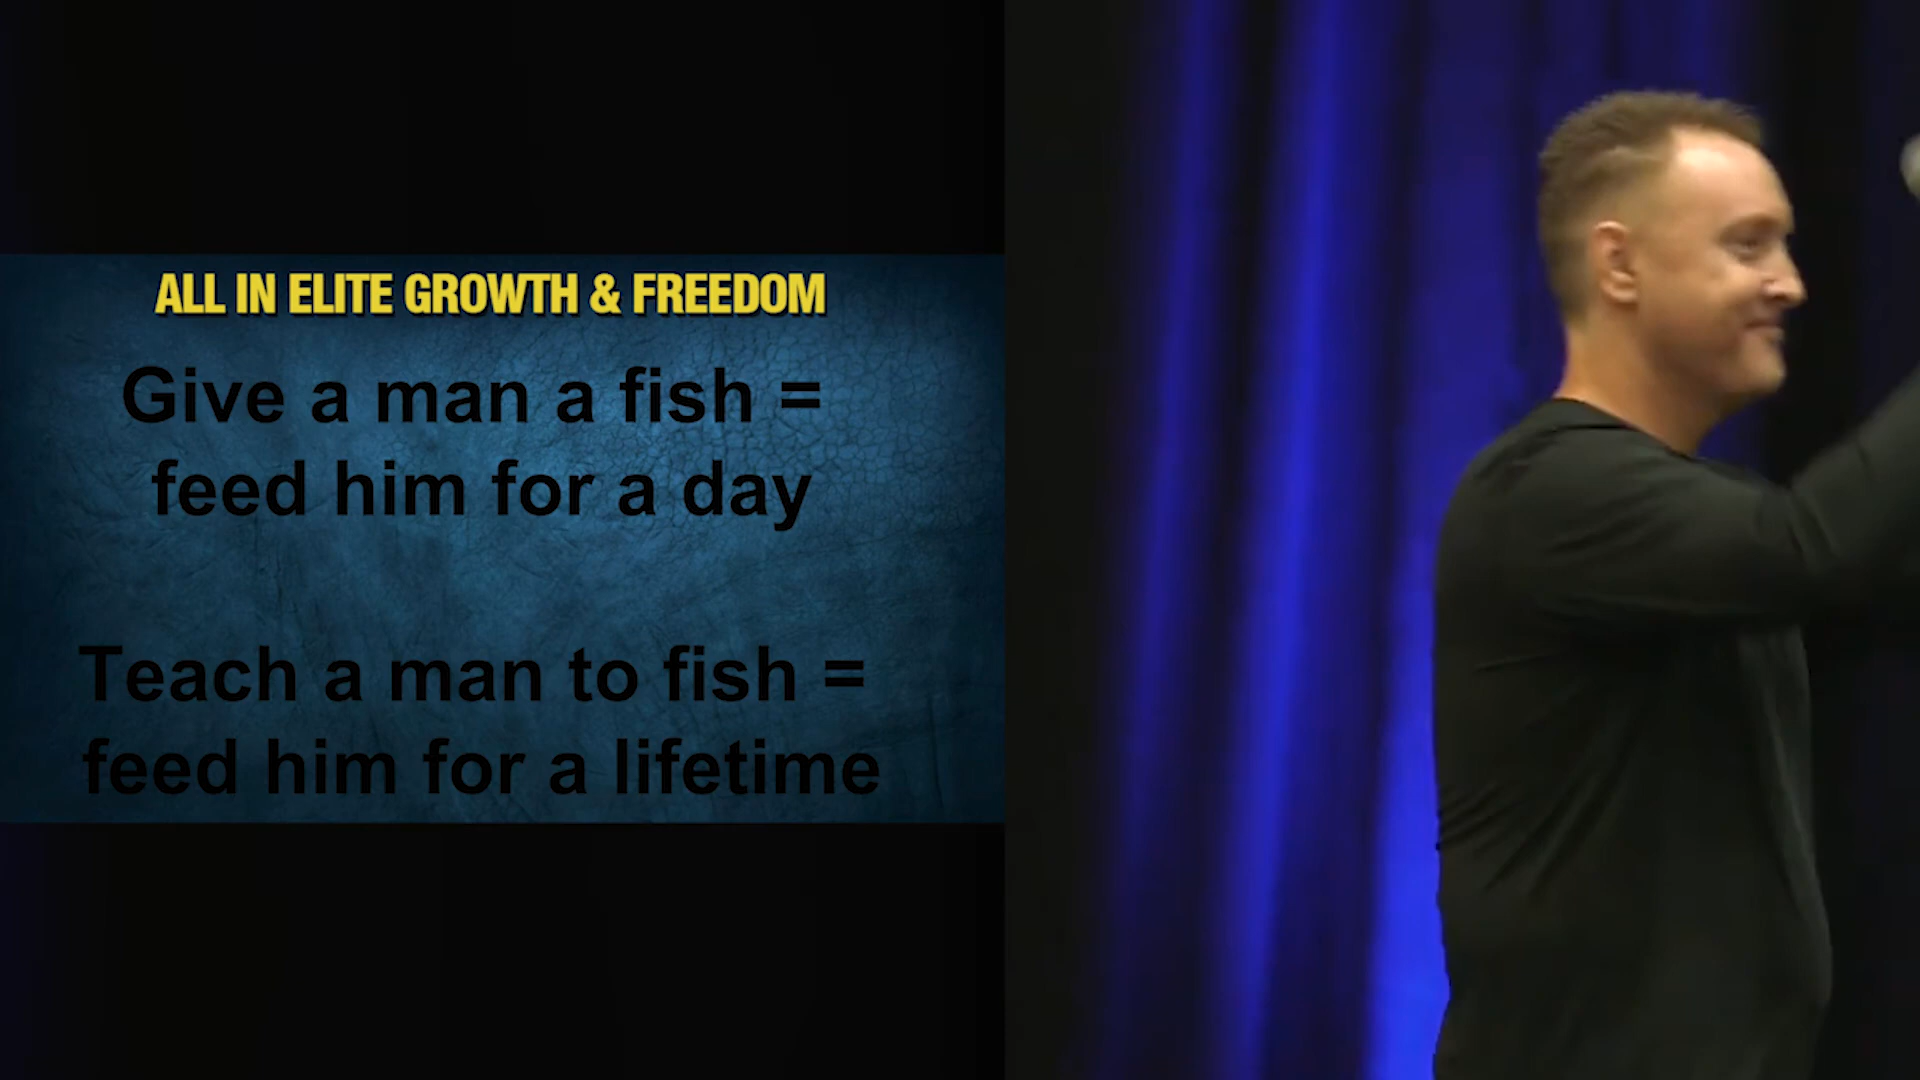 ALL IN ELITE GROWTH & FREEDOM
Give a man a fish =
feed him for a day
Teach a man to fish =
feed him for a lifetime